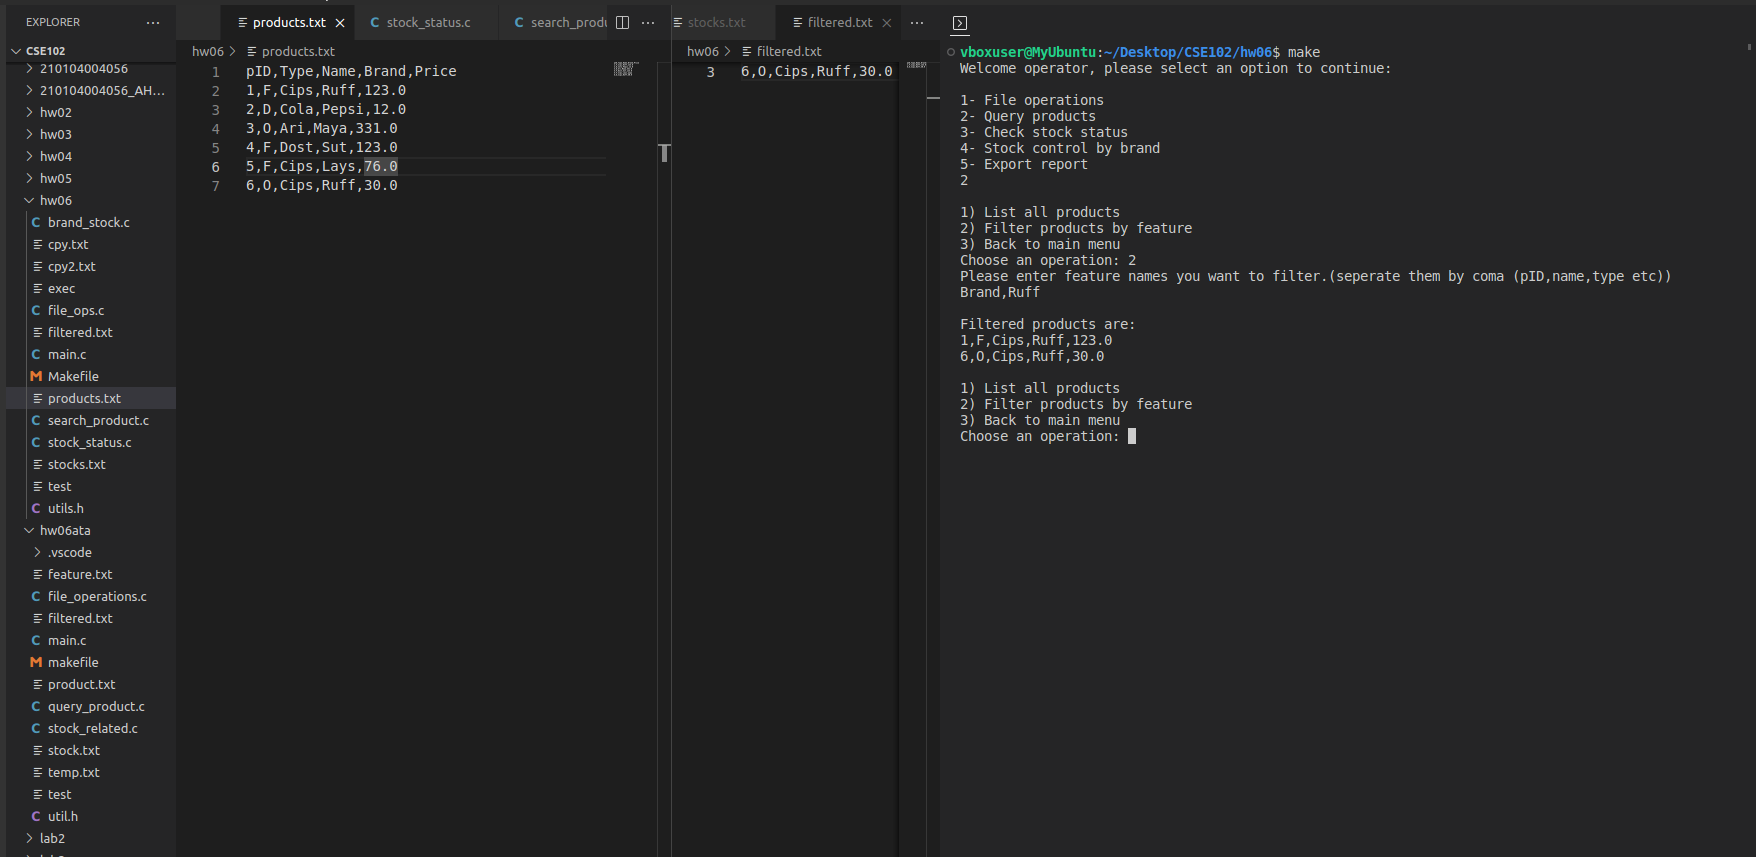 EXPLORER
CSE102
210104004056
210104004056_AH...
hw02
hw03
hw04
hw05
hw06
C brand_stock.c
cpy.txt
cpy2.txt
exec
C file_ops.c
filtered.txt
C main.c
M Makefile
products.txt
C search_product.c
C stock_status.c
stocks.txt
test
C utils.h
hw06ata
.vscode
feature.txt
C file_operations.c
filtered.txt
C main.c
M makefile
product.txt
C query_product.c
C stock_related.c
stock.txt
temp.txt
test
C util.h
lab2
products.txt
C stock_status.c
C search_produ
hw06 > products.txt
1 pID,Type,Name,Brand,Price
2 1,F,Cips,Ruff,123.0
3 2,D,Cola,Pepsi,12.0
4 3,O,Ari,Maya,331.0
5 4,F,Dost,Sut,123.0
6 5,F,Cips,Lays,76.0
7 6,O,Cips,Ruff,30.0
stocks.txt
filtered.txt
hw06 > filtered.txt
3 6,O,Cips,Ruff,30.0
vboxuser@MyUbuntu:~/Desktop/CSE102/hw06$ make
Welcome operator, please select an option to continue:
1- File operations
2- Query products
3- Check stock status
4- Stock control by brand
5- Export report
2
1) List all products
2) Filter products by feature
3) Back to main menu
Choose an operation: 2
Please enter feature names you want to filter.(seperate them by coma (pID,name,type etc))
Brand,Ruff
Filtered products are:
1,F,Cips,Ruff,123.0
6,O,Cips,Ruff,30.0
1) List all products
2) Filter products by feature
3) Back to main menu
Choose an operation: